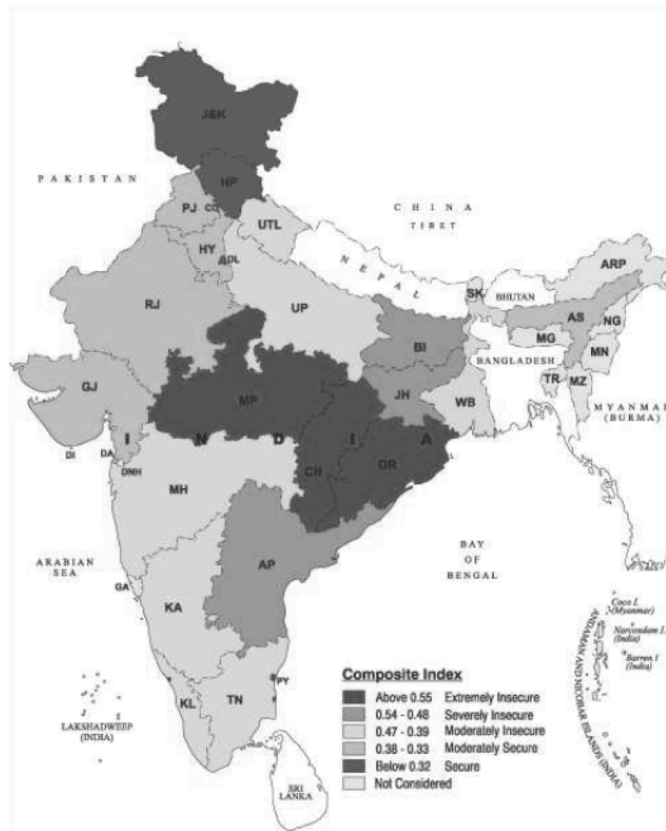 J&K
HP
PAKISTAN
PJ
UTL
CHINA
TIBET
HY
DL
NEPAL
ARP
SK
BHUTAN
RJ
UP
AS
NG
BI
MG
MN
BANGLADESH
GJ
MP
JH
TR
MZ
WB
MYANMAR
(BURMA)
I N D I A
DI
DA
DNH
CH
OR
MH
ARABIAN
SEA
AP
BAY
OF
BENGAL
GA
KA
Coco I.
(Myanmar)
Narcondam I.
(India)
Barren I
(India)
ANDAMAN AND NICOBAR ISLANDS (INDIA)
PY
KL
TN
LAKSHADWEEP
(INDIA)
SRI
LANKA
Composite Index
Above 0.55 Extremely Insecure
0.54 - 0.48 Severely Insecure
0.47 - 0.39 Moderately Insecure
0.38 - 0.33 Moderately Secure
Below 0.32 Secure
Not Considered